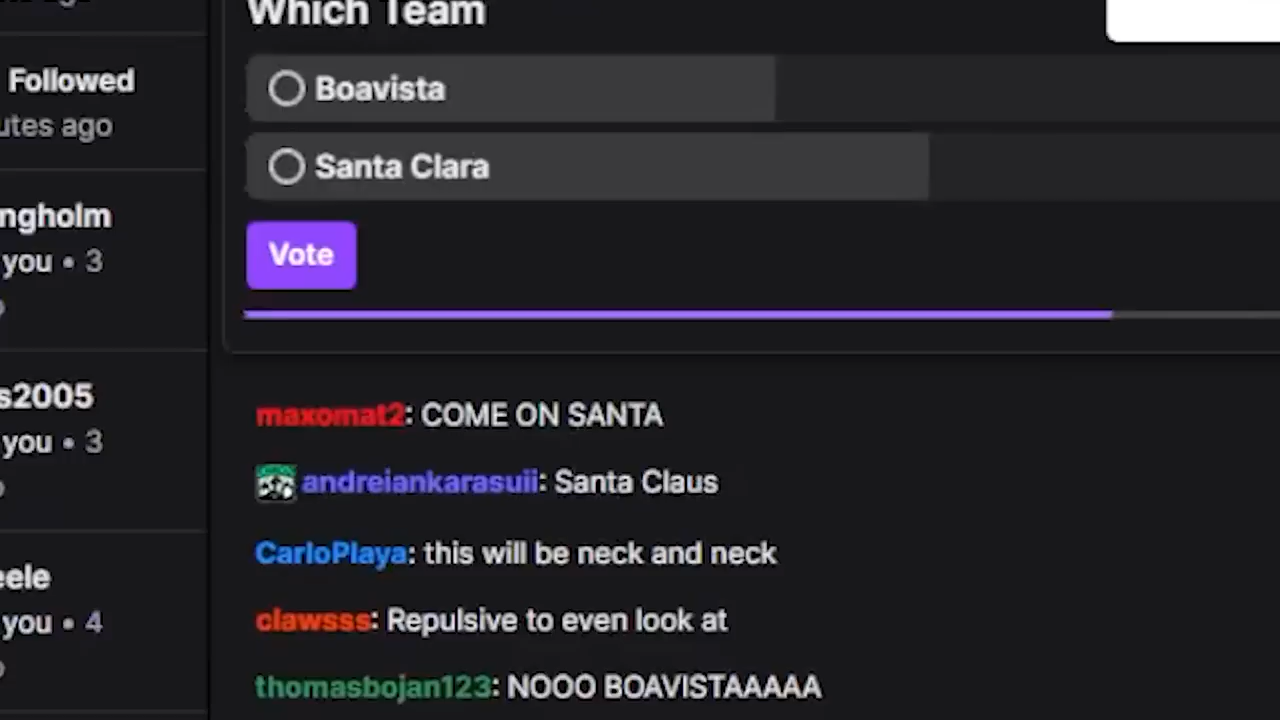 Which Team
Followed
utes ago
Boavista
Santa Clara
ngholm
you • 3
Vote
s2005
you • 3
maxomat2: COME ON SANTA
andreiankarasuii: Santa Claus
CarloPlaya: this will be neck and neck
eele
you • 4
clawsss: Repulsive to even look at
thomasbojan123: NOOO BOAVISTAAAAA